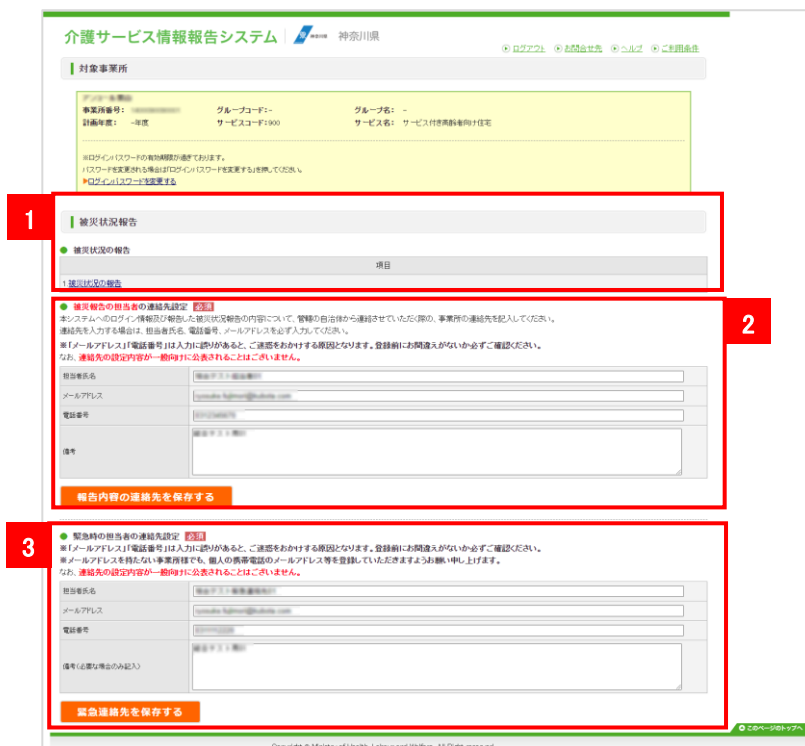 介護サービス情報報告システム 神奈川県
ログアウト お問合せ先 ヘルプ ご利用条件
対象事業所
事業所番号： グループコード：- グループ名： -
計画年度： -年度 サービスコード：900 サービス名： サービス付き高齢者向け住宅
※ログインパスワードの有効期限が過ぎております。
パスワードを変更される場合は「ログインパスワードを変更する」を押してください。
ログインパスワードを変更する
1
被災状況報告
被災状況の報告
項目
1 被災状況の報告
2
被災報告の担当者の連絡先設定 必須
本システムへのログイン情報及び報告した被災状況報告の内容について、管轄の自治体から連絡させていただく際の、事業所の連絡先を記入してください。
連絡先を入力する場合は、担当者氏名、電話番号、メールアドレスを必ず入力してください。
※「メールアドレス」「電話番号」は入力に誤りがあると、ご迷惑をおかけする原因となります。登録前にお間違えがないか必ずご確認ください。
なお、連絡先の設定内容が一般向けに公表されることはございません。
担当者氏名
メールアドレス
電話番号
備考
報告内容の連絡先を保存する
3
緊急時の担当者の連絡先設定 必須
※「メールアドレス」「電話番号」は入力に誤りがあると、ご迷惑をおかけする原因となります。登録前にお間違えがないか必ずご確認ください。
※メールアドレスを持たない事業所様でも、個人の携帯電話のメールアドレス等を登録していただきますようお願い申し上げます。
なお、連絡先の設定内容が一般向けに公表されることはございません。
担当者氏名
メールアドレス
電話番号
備考(必要な場合のみ記入)
緊急連絡先を保存する
このページのトップへ
Copyright © Ministry of Health, Labour and Welfare, All Right reserved.